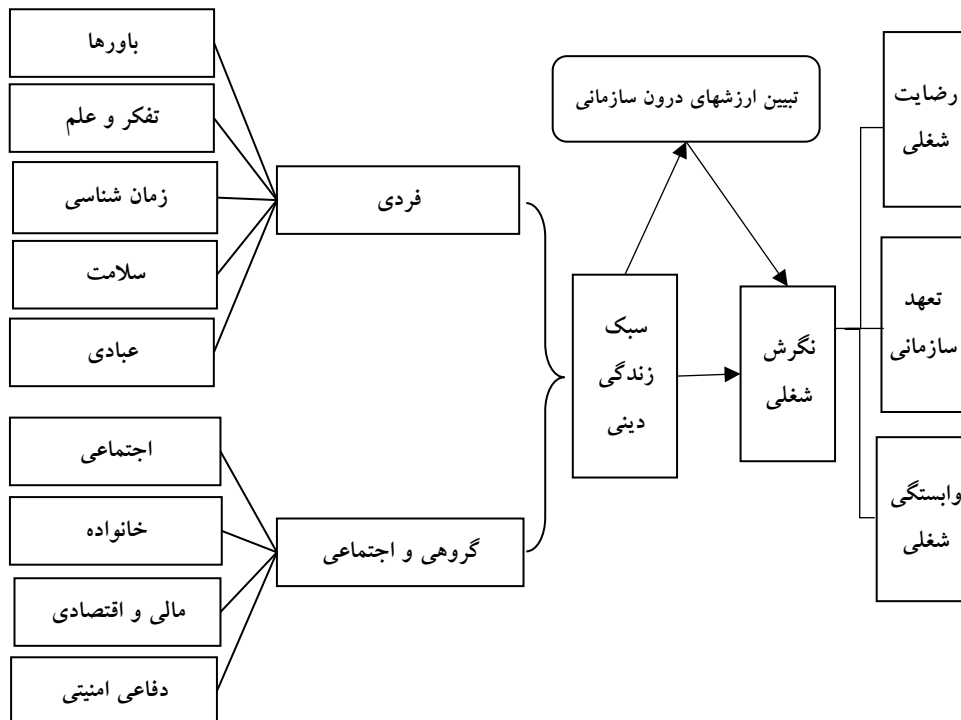 باورها
تفکر و علم
زمان شناسی
سلامت
عبادی
اجتماعی
خانواده
مالی و اقتصادی
دفاعی امنیتی
فردی
گروهی و اجتماعی
سبک
زندگی
دینی
تبیین ارزشهای درون سازمانی
نگرش
شغلی
رضایت
شغلی
تعهد
سازمانی
وابستگی
شغلی